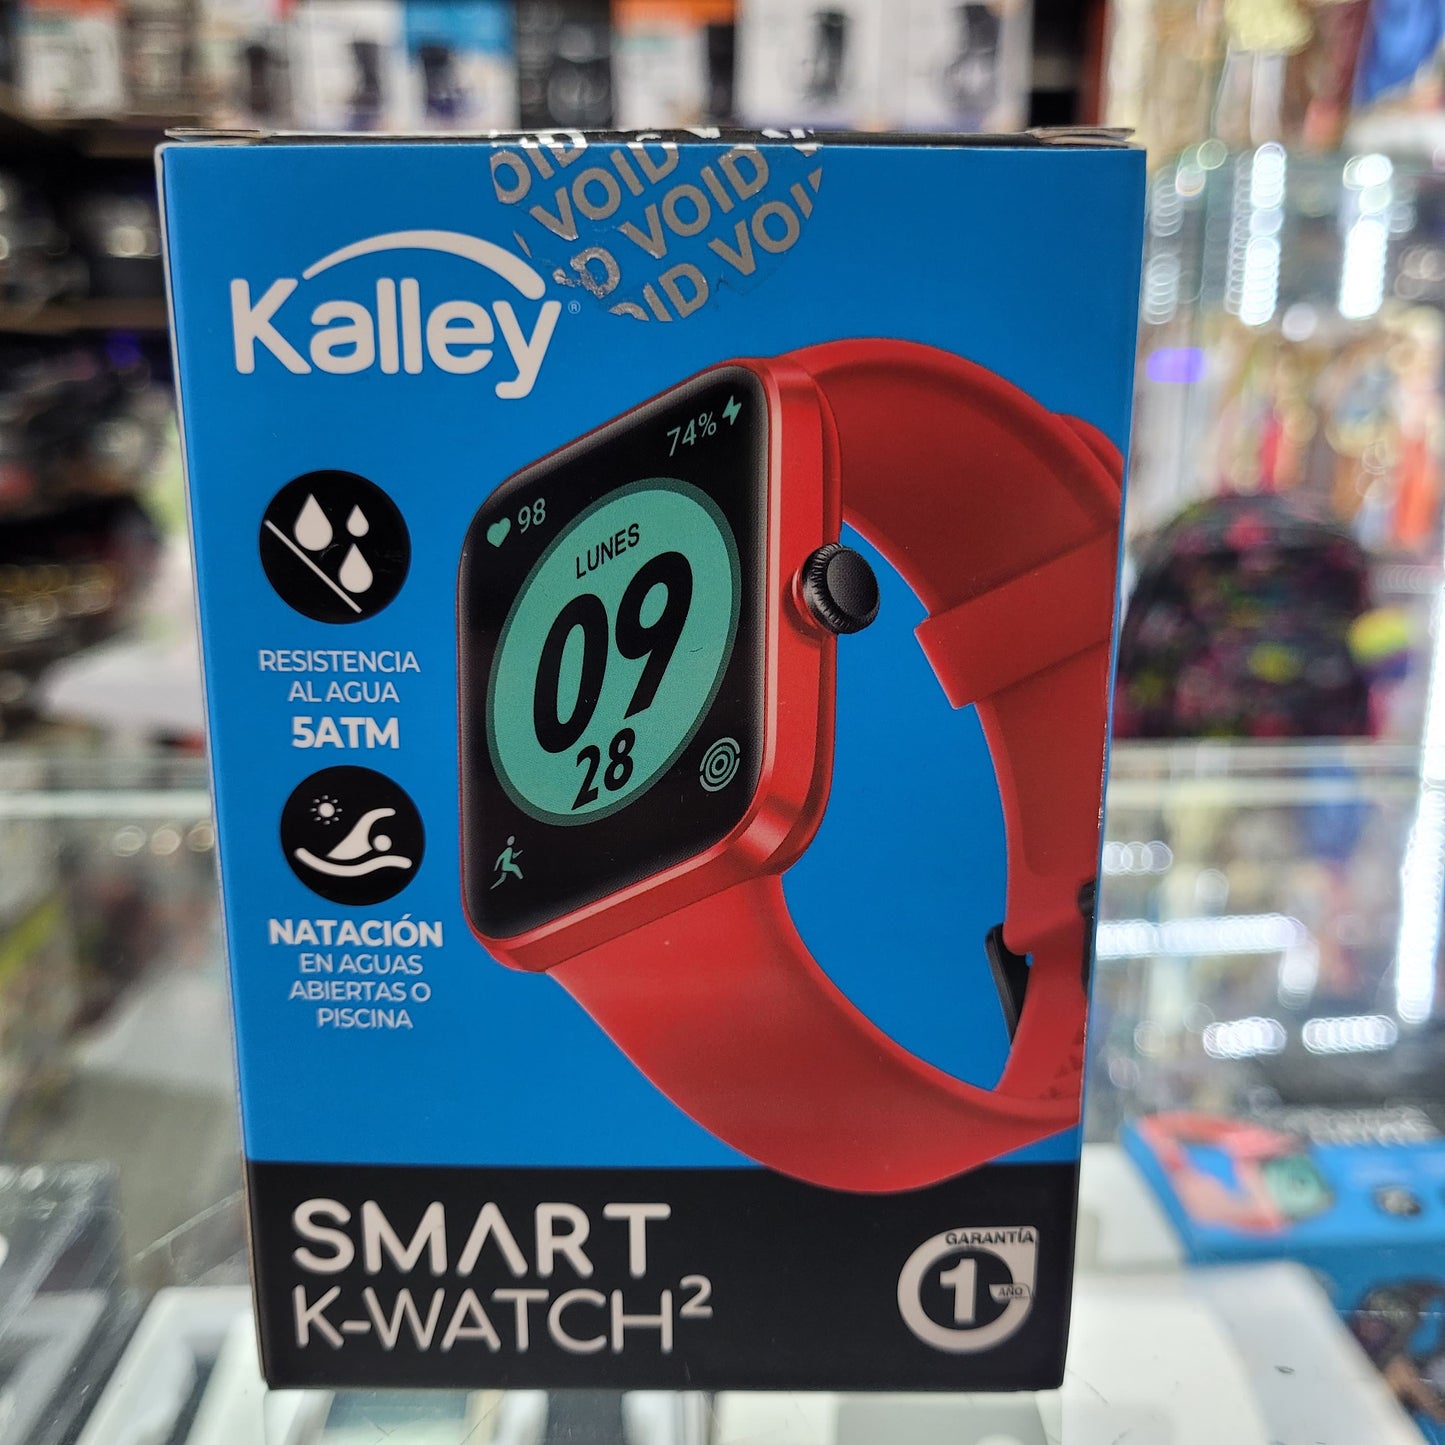 VOID
VOID
VOID
VOID
Kalley®
74%
98
LUNES
09
28
RESISTENCIA
AL AGUA
5ATM
NATACIÓN
EN AGUAS
ABIERTAS O
PISCINA
SMART
K-WATCH²
GARANTÍA
1
AÑO